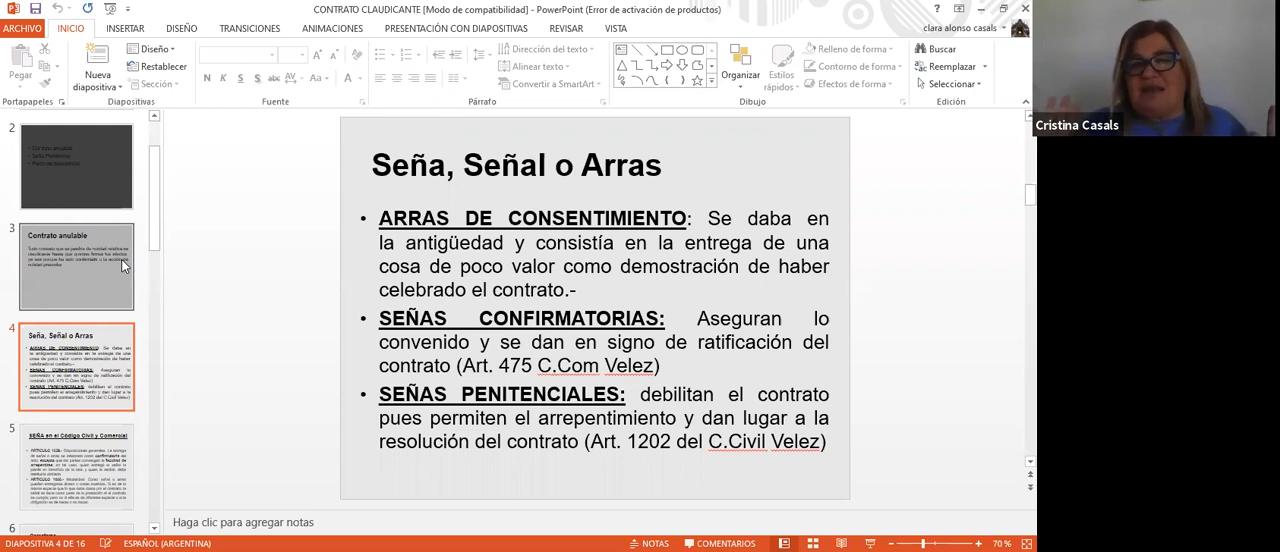 CONTRATO CLAUDICANTE [Modo de compatibilidad] - PowerPoint (Error de activación de productos)
ARCHIVO INICIO INSERTAR DISEÑO TRANSICIONES ANIMACIONES PRESENTACIÓN CON DIAPOSITIVAS REVISAR VISTA clara alonso casals
Pegar
Nueva diapositiva
Diseño
Restablecer
Sección
Dirección del texto
Alinear texto
Convertir a SmartArt
Organizar
Estilos rápidos
Relleno de forma
Contorno de forma
Efectos de forma
Buscar
Reemplazar
Seleccionar
Portapapeles Diapositivas Fuente Párrafo Dibujo Edición
Cristina Casals
2
3
Contrato anulable
4
Seña, Señal o Arras
5
SEÑA en el Código Civil y Comercial
6
Seña, Señal o Arras
• ARRAS DE CONSENTIMIENTO: Se daba en
la antigüedad y consistía en la entrega de una
cosa de poco valor como demostración de haber
celebrado el contrato.-
• SEÑAS CONFIRMATORIAS: Aseguran lo
convenido y se dan en signo de ratificación del
contrato (Art. 475 C.Com Velez)
• SEÑAS PENITENCIALES: debilitan el contrato
pues permiten el arrepentimiento y dan lugar a la
resolución del contrato (Art. 1202 del C.Civil Velez)
Haga clic para agregar notas
DIAPOSITIVA 4 DE 16 ESPAÑOL (ARGENTINA) NOTAS COMENTARIOS 70 %